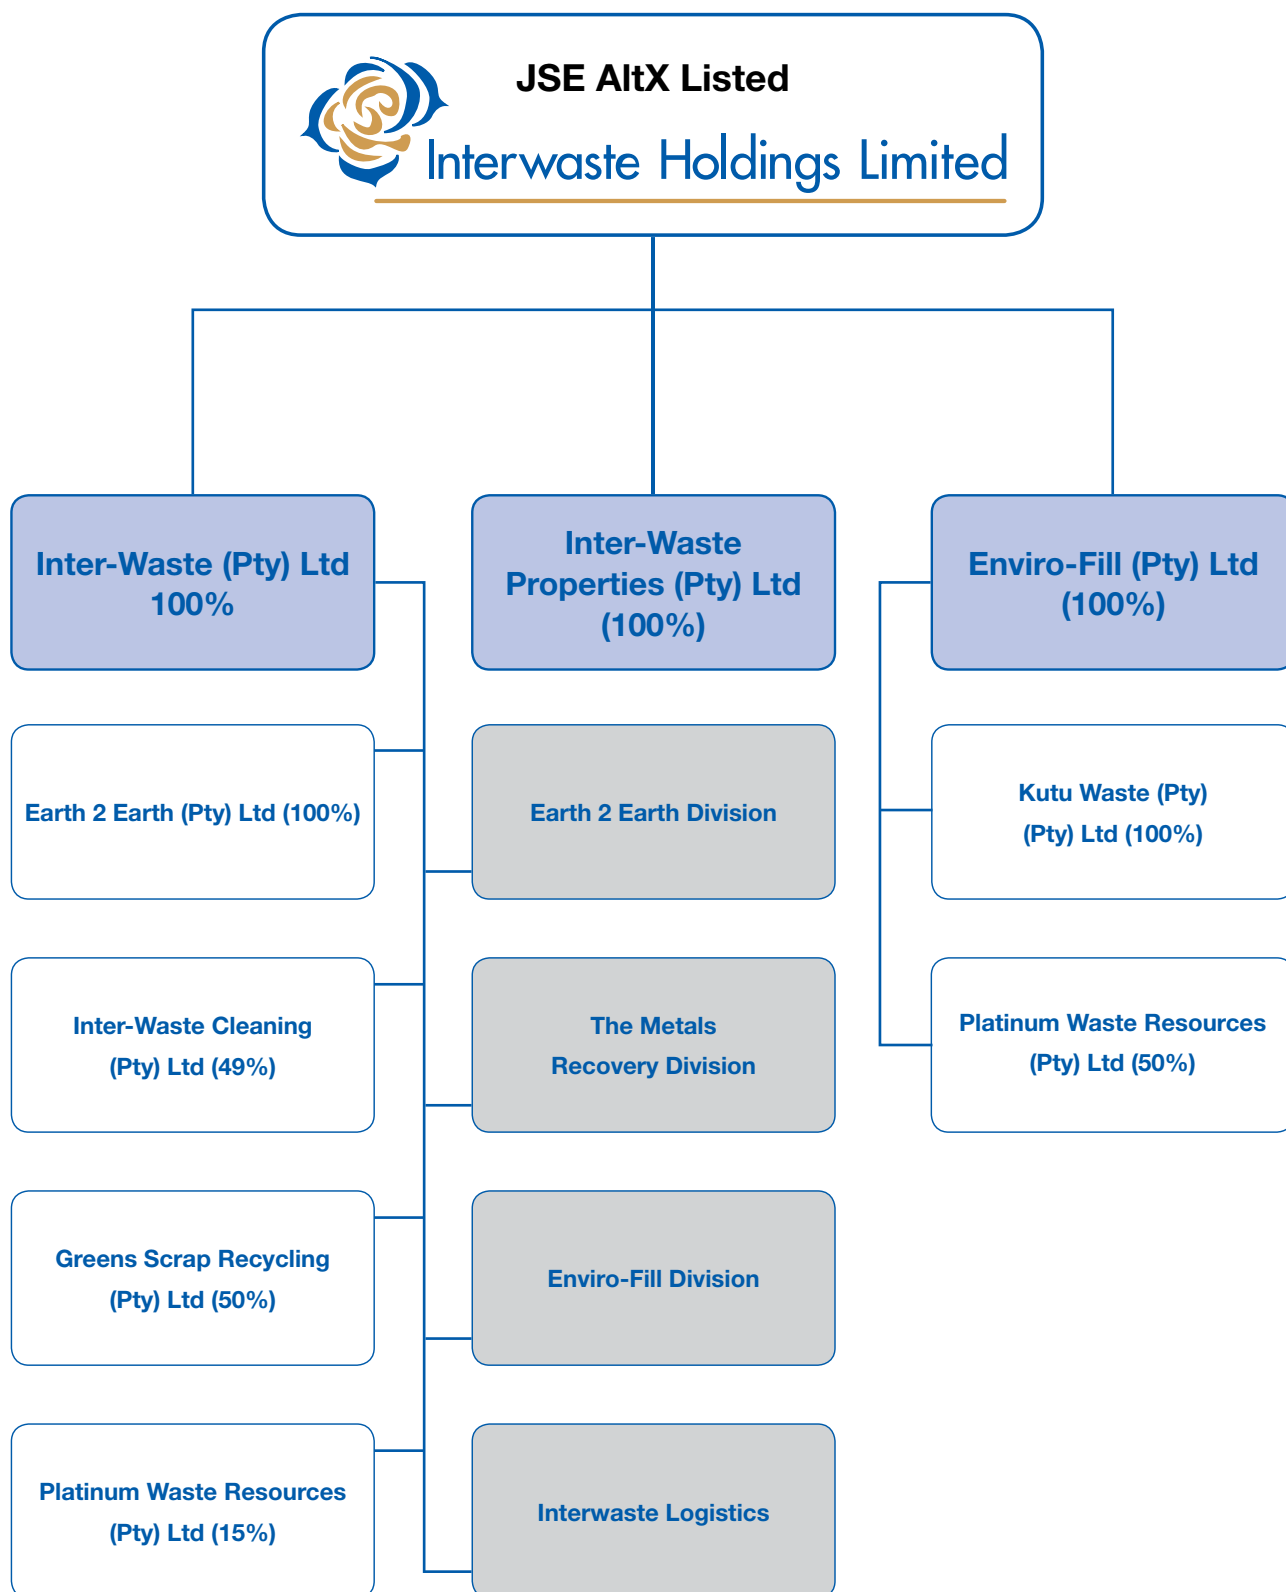 JSE AltX Listed
Interwaste Holdings Limited
Inter-Waste (Pty) Ltd
100%
Inter-Waste
Properties (Pty) Ltd
(100%)
Enviro-Fill (Pty) Ltd
(100%)
Earth 2 Earth (Pty) Ltd (100%)
Earth 2 Earth Division
Kutu Waste (Pty)
(Pty) Ltd (100%)
Inter-Waste Cleaning
(Pty) Ltd (49%)
The Metals
Recovery Division
Platinum Waste Resources
(Pty) Ltd (50%)
Greens Scrap Recycling
(Pty) Ltd (50%)
Enviro-Fill Division
Platinum Waste Resources
(Pty) Ltd (15%)
Interwaste Logistics